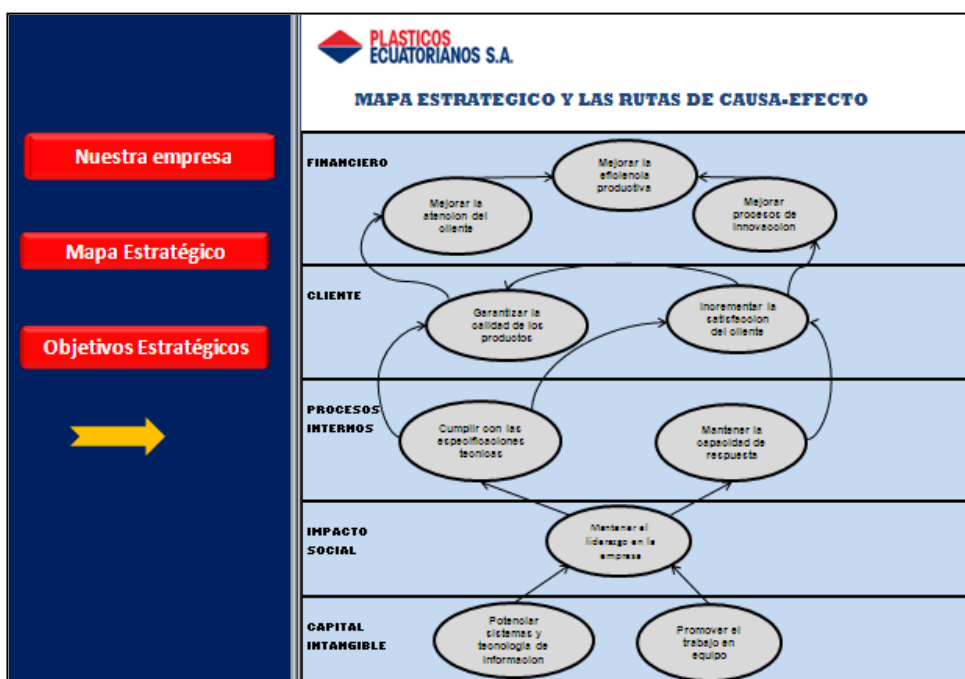 Nuestra empresa
Mapa Estratégico
Objetivos Estratégicos
PLASTICOS
ECUATORIANOS S.A.
MAPA ESTRATEGICO Y LAS RUTAS DE CAUSA-EFECTO
FINANCIERO
Mejorar la
eficiencia
productiva
Mejorar la
atencion del
cliente
Mejorar
procesos de
innovaccion
CLIENTE
Garantizar la
calidad de los
productos
Incrementar la
satisfaccion
del cliente
PROCESOS
INTERNOS
Cumplir con las
especificaciones
tecnicas
Mantener la
capacidad de
respuesta
IMPACTO
SOCIAL
Mantener el
liderazgo en la
empresa
CAPITAL
INTANGIBLE
Potenciar
sistemas y
tecnologia de
informacion
Promover el
trabajo en
equipo